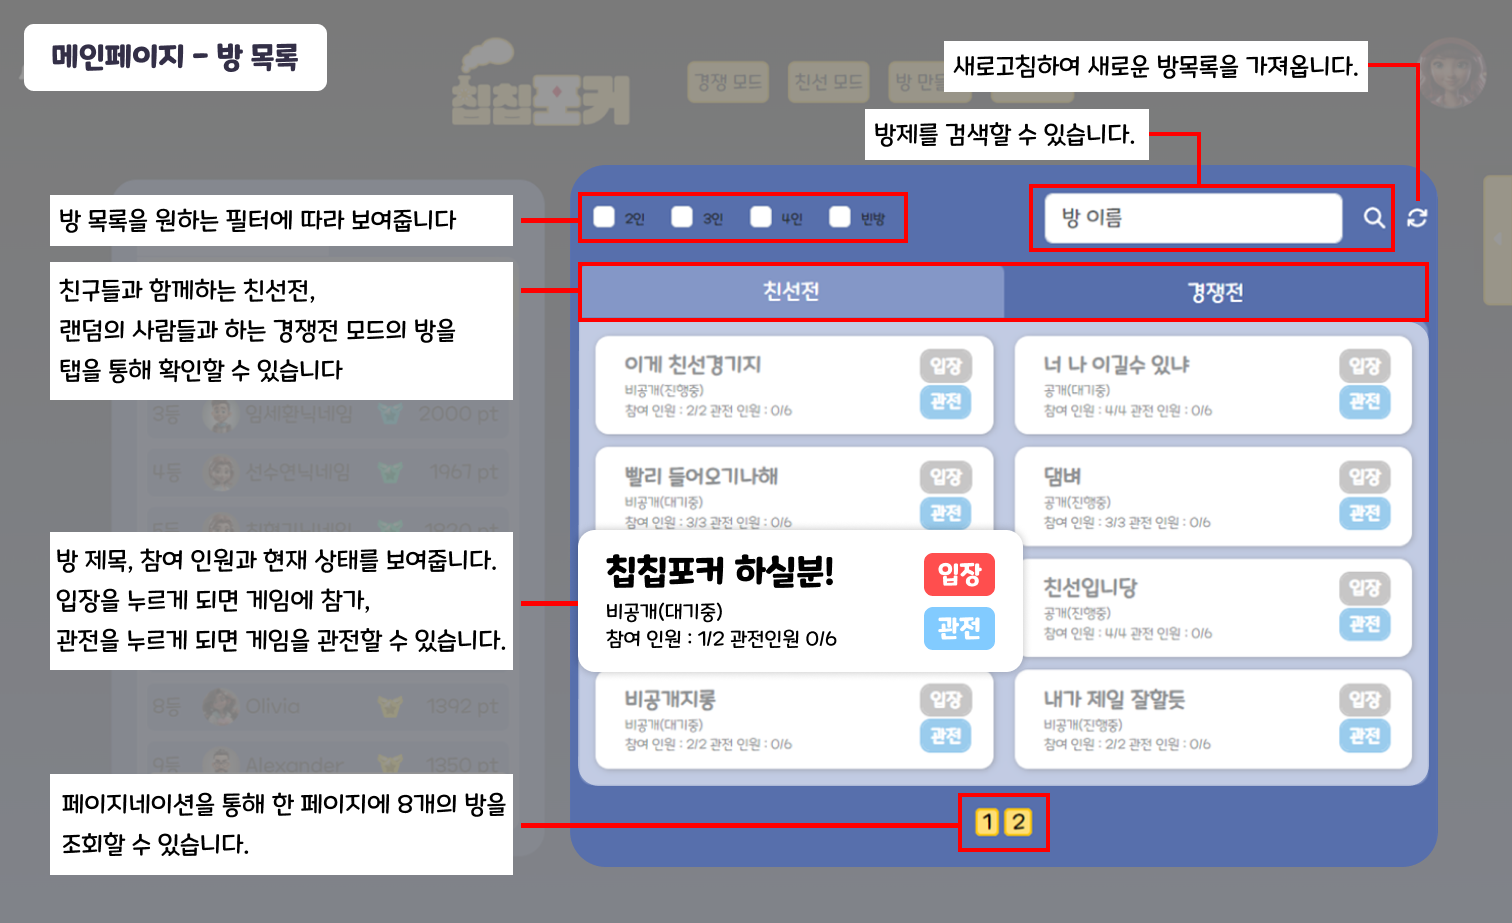 메인페이지 - 방 목록
칩칩포커
경쟁 모드
친선 모드
방 만들
새로고침하여 새로운 방목록을 가져옵니다.
방제를 검색할 수 있습니다.
방 목록을 원하는 필터에 따라 보여줍니다
2인
3인
4인
빈방
방 이름
친구들과 함께하는 친선전,
랜덤의 사람들과 하는 경쟁전 모드의 방을
탭을 통해 확인할 수 있습니다
친선전
경쟁전
이게 친선경기지
비공개(진행중)
참여 인원 : 2/2 관전 인원 : 0/6
입장
관전
너 나 이길수 있냐
공개(대기중)
참여 인원 : 4/4 관전 인원 : 0/6
입장
관전
빨리 들어오기나해
비공개(대기중)
참여 인원 : 3/3 관전 인원 : 0/6
입장
관전
댐벼
공개(진행중)
참여 인원 : 3/3 관전 인원 : 0/6
입장
관전
3등 임세환닉네임 2000 pt
4등 선수연닉네임 1967 pt
방 제목, 참여 인원과 현재 상태를 보여줍니다.
입장을 누르게 되면 게임에 참가,
관전을 누르게 되면 게임을 관전할 수 있습니다.
칩칩포커 하실분!
비공개(대기중)
참여 인원 : 1/2 관전인원 0/6
입장
관전
친선입니당
공개(진행중)
참여 인원 : 4/4 관전 인원 : 0/6
입장
관전
8등 Olivia 1392 pt
9등 Alexander 1350 pt
비공개지롱
비공개(대기중)
참여 인원 : 2/2 관전 인원 : 0/6
입장
관전
내가 제일 잘할듯
비공개(진행중)
참여 인원 : 2/2 관전 인원 : 0/6
입장
관전
페이지네이션을 통해 한 페이지에 8개의 방을
조회할 수 있습니다.
1 2